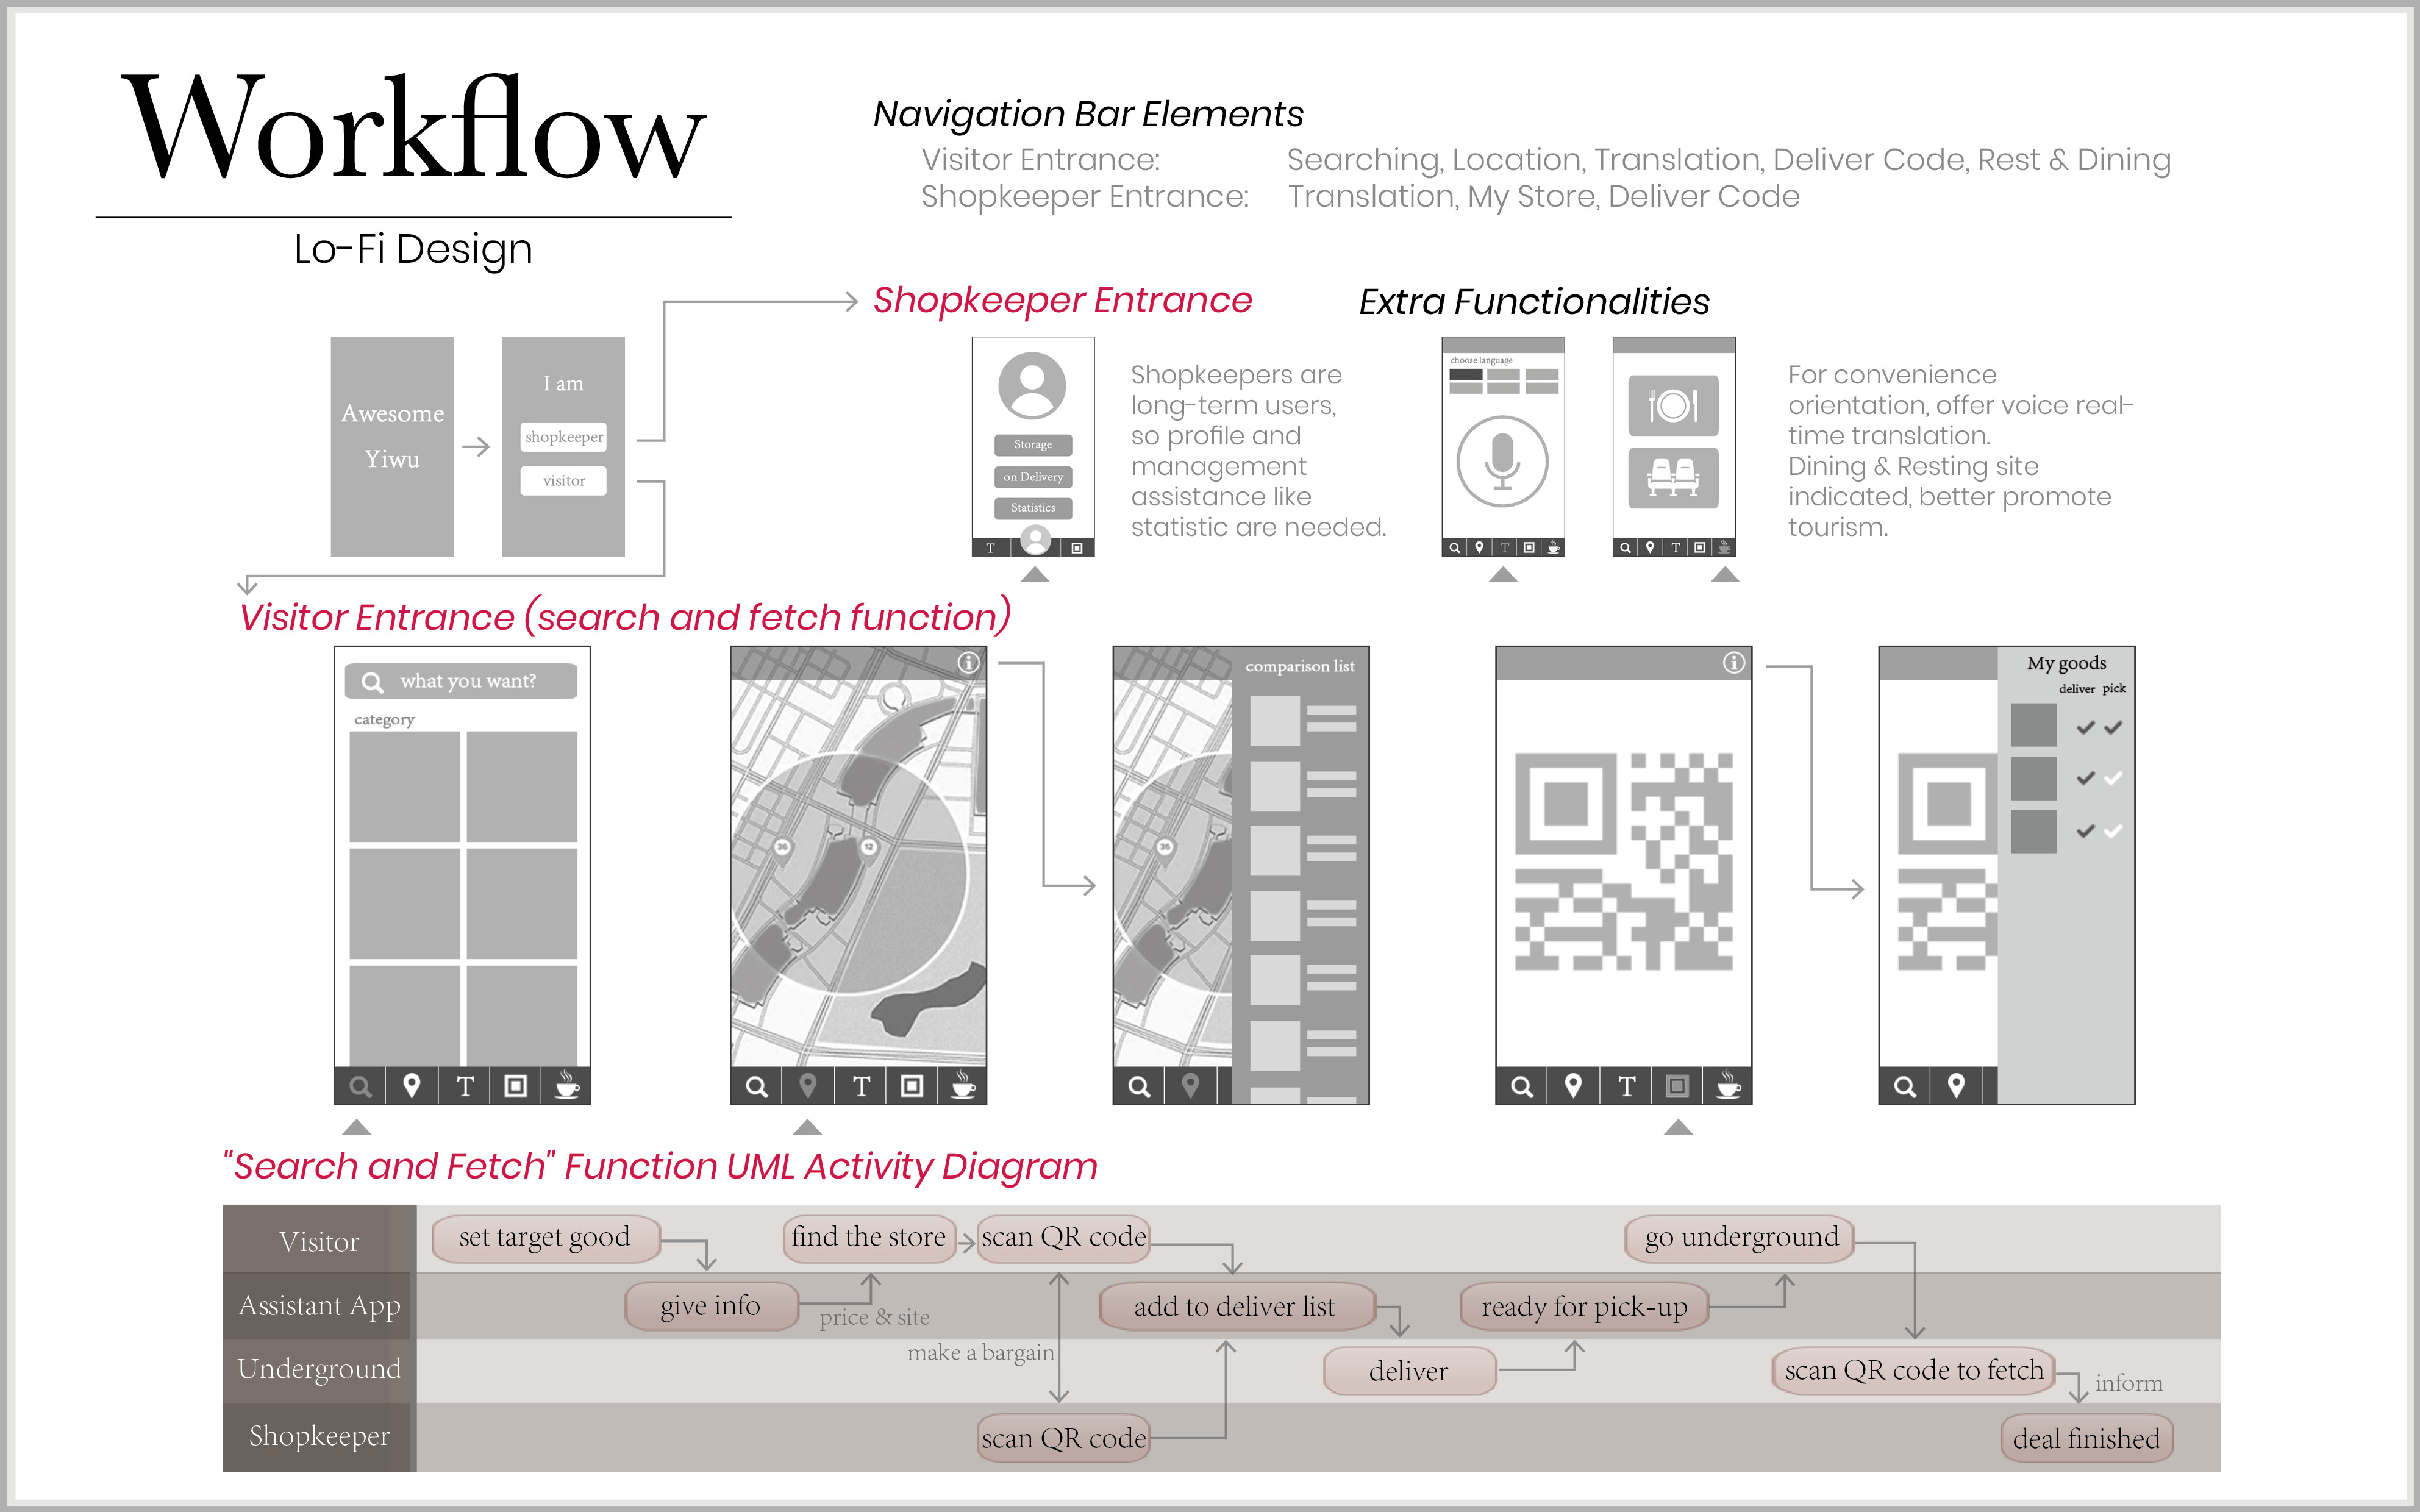 Workflow
Lo-Fi Design
Navigation Bar Elements
Visitor Entrance: Searching, Location, Translation, Deliver Code, Rest & Dining
Shopkeeper Entrance: Translation, My Store, Deliver Code
Awesome
Yiwu
I am
shopkeeper
visitor
Shopkeeper Entrance
Storage
on Delivery
Statistics
T
Shopkeepers are
long-term users,
so profile and
management
assistance like
statistic are needed.
Extra Functionalities
choose language
T
T
For convenience
orientation, offer voice real-
time translation.
Dining & Resting site
indicated, better promote
tourism.
Visitor Entrance (search and fetch function)
what you want?
category
T
i
36
12
T
comparison list
36
i
T
My goods
deliver pick
"Search and Fetch" Function UML Activity Diagram
Visitor
set target good
find the store
scan QR code
go underground
Assistant App
give info
price & site
add to deliver list
ready for pick-up
Underground
make a bargain
deliver
scan QR code to fetch
inform
Shopkeeper
scan QR code
deal finished